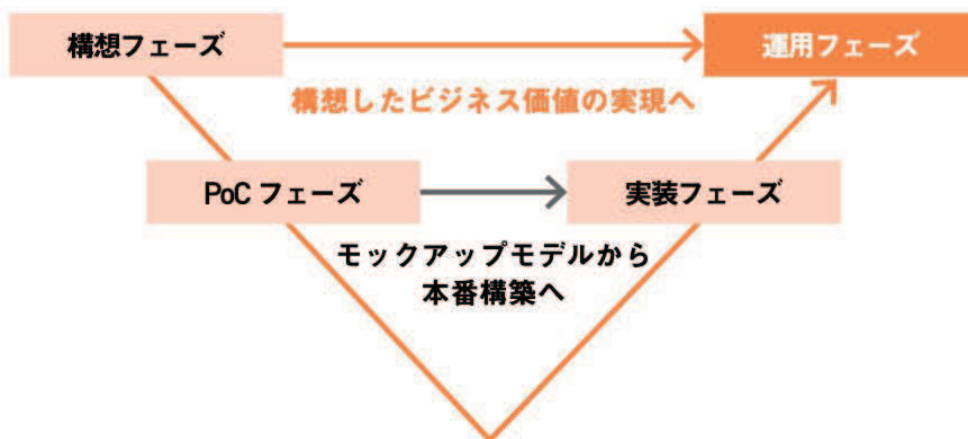 構想フェーズ
運用フェーズ
構想したビジネス価値の実現へ
PoC フェーズ
実装フェーズ
モックアップモデルから
本番構築へ